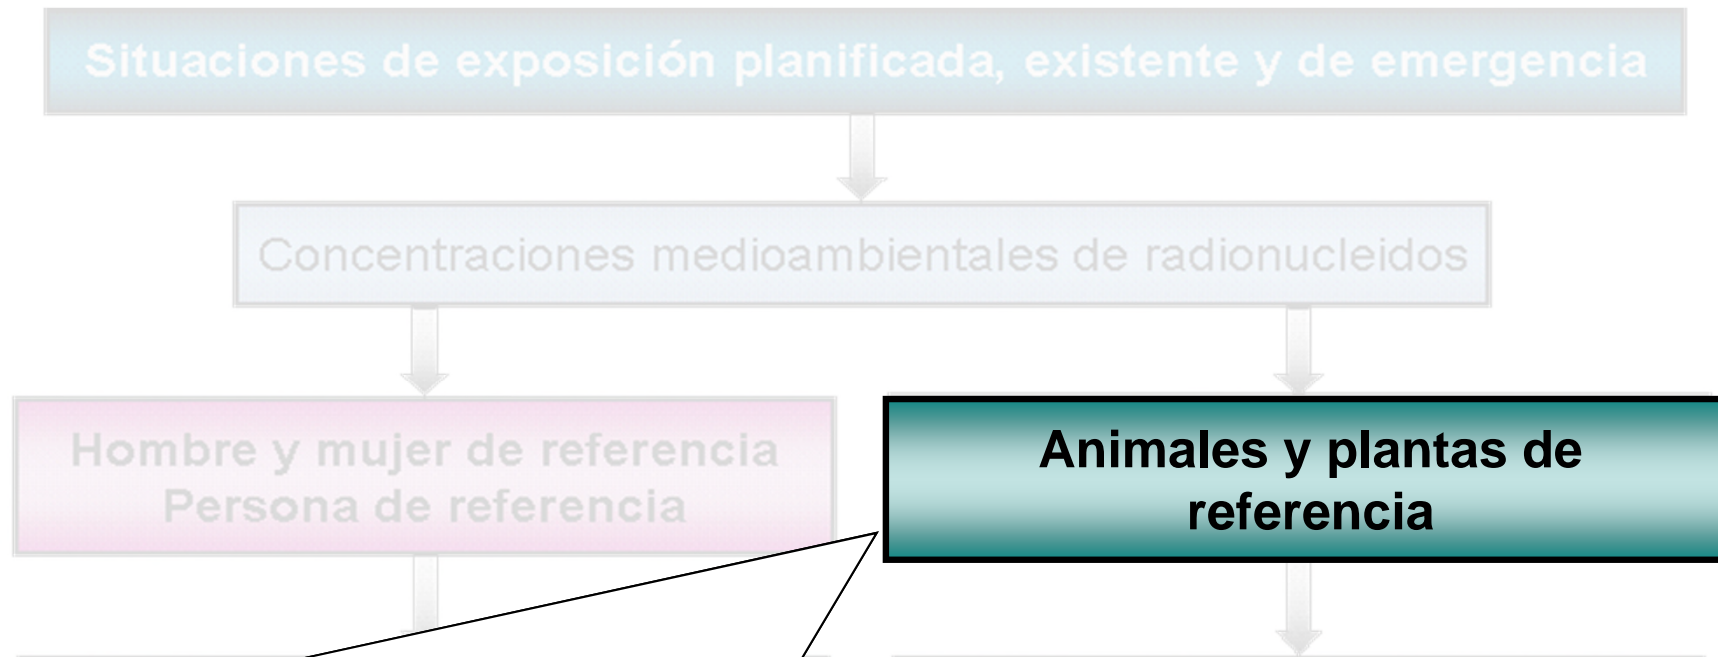 Situaciones de exposición planificada, existente y de emergencia
Concentraciones medioambientales de radionucleidos
Hombre y mujer de referencia
Persona de referencia
Animales y plantas de
referencia